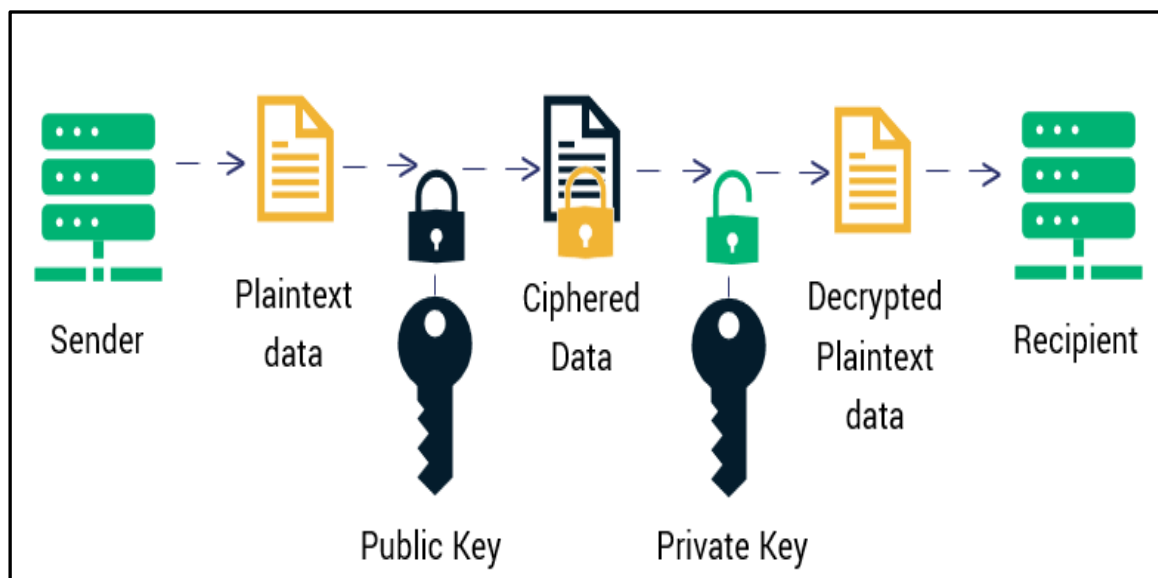 Sender
Plaintext
data
Public Key
Ciphered
Data
Private Key
Decrypted
Plaintext
data
Recipient